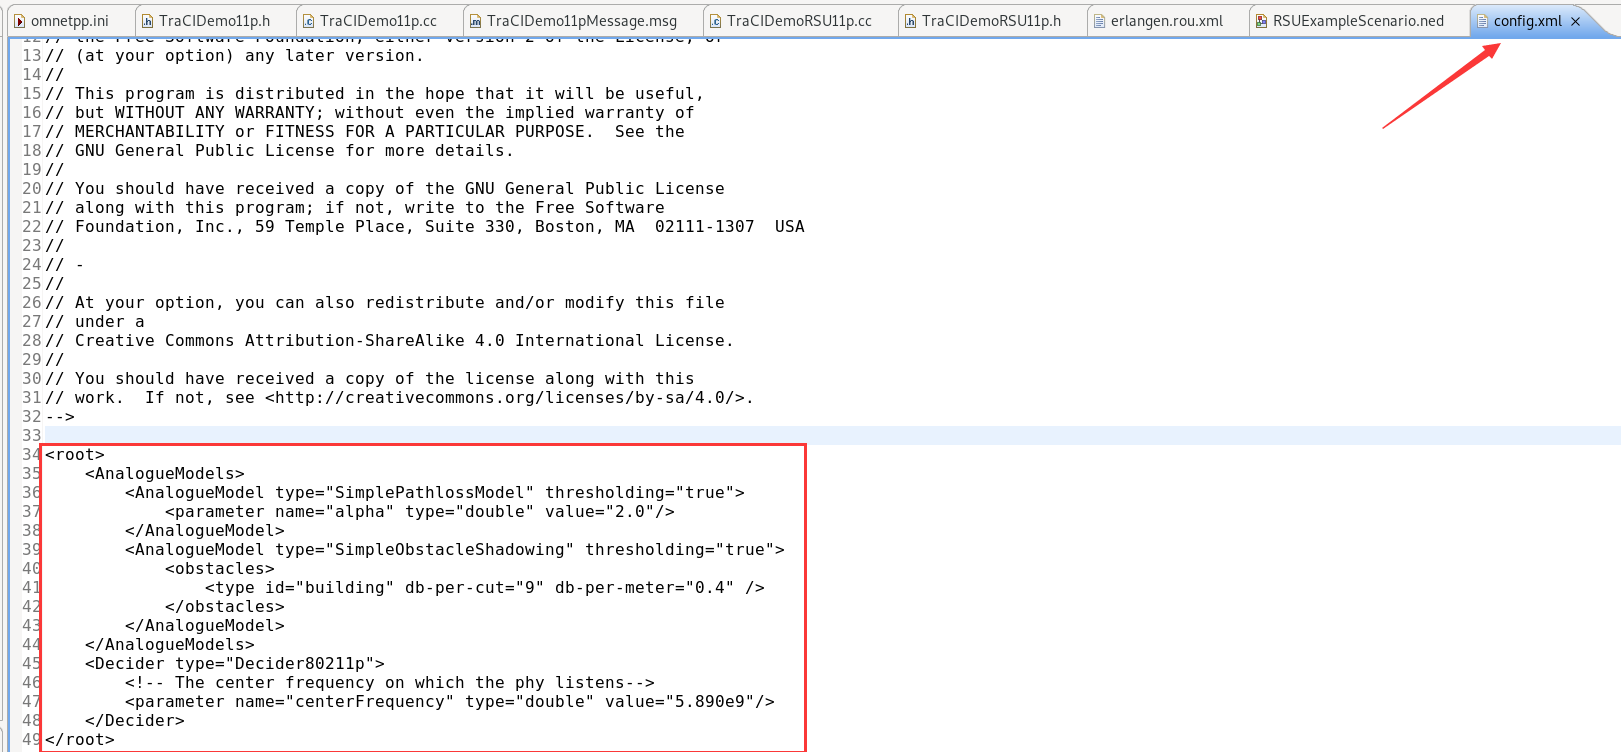 omnetpp.ini TraCIDemo11p.h TraCIDemo11p.cc TraCIDemo11pMessage.msg TraCIDemoRSU11p.cc TraCIDemoRSU11p.h erlangen.rou.xml RSUExampleScenario.ned config.xml
12// the Free Software Foundation; either version 2 of the License, or
13// (at your option) any later version.
14//
15// This program is distributed in the hope that it will be useful,
16// but WITHOUT ANY WARRANTY; without even the implied warranty of
17// MERCHANTABILITY or FITNESS FOR A PARTICULAR PURPOSE.  See the
18// GNU General Public License for more details.
19//
20// You should have received a copy of the GNU General Public License
21// along with this program; if not, write to the Free Software
22// Foundation, Inc., 59 Temple Place, Suite 330, Boston, MA  02111-1307  USA
23//
24// -
25//
26// At your option, you can also redistribute and/or modify this file
27// under a
28// Creative Commons Attribution-ShareAlike 4.0 International License.
29//
30// You should have received a copy of the license along with this
31// work.  If not, see <http://creativecommons.org/licenses/by-sa/4.0/>.
32-->
33
34<root>
35    <AnalogueModels>
36        <AnalogueModel type="SimplePathlossModel" thresholding="true">
37            <parameter name="alpha" type="double" value="2.0"/>
38        </AnalogueModel>
39        <AnalogueModel type="SimpleObstacleShadowing" thresholding="true">
40            <obstacles>
41                <type id="building" db-per-cut="9" db-per-meter="0.4" />
42            </obstacles>
43        </AnalogueModel>
44    </AnalogueModels>
45    <Decider type="Decider80211p">
46        <!-- The center frequency on which the phy listens-->
47        <parameter name="centerFrequency" type="double" value="5.890e9"/>
48    </Decider>
49</root>